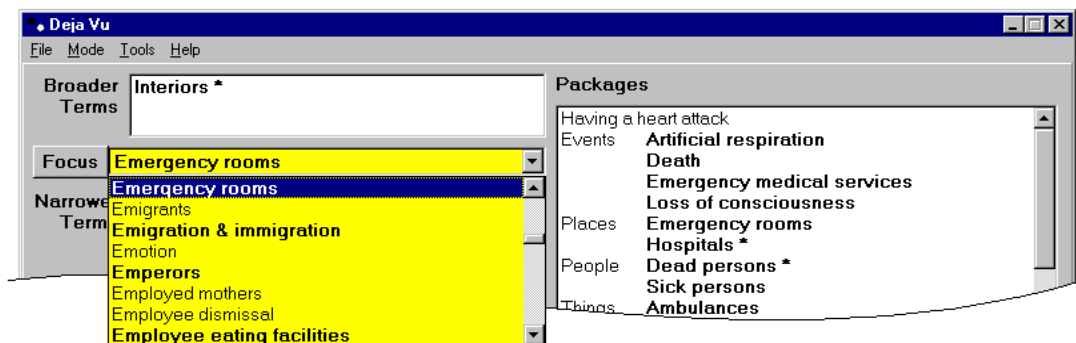 Deja Vu
File Mode Tools Help
Broader Terms
Interiors *
Focus
Emergency rooms
Emergency rooms
Emigrants
Emigration & immigration
Emotion
Emperors
Employed mothers
Employee dismissal
Employee eating facilities
Narrowe
Term
Packages
Having a heart attack
Events Artificial respiration
Death
Emergency medical services
Loss of consciousness
Places Emergency rooms
Hospitals *
People Dead persons *
Sick persons
Things Ambulances